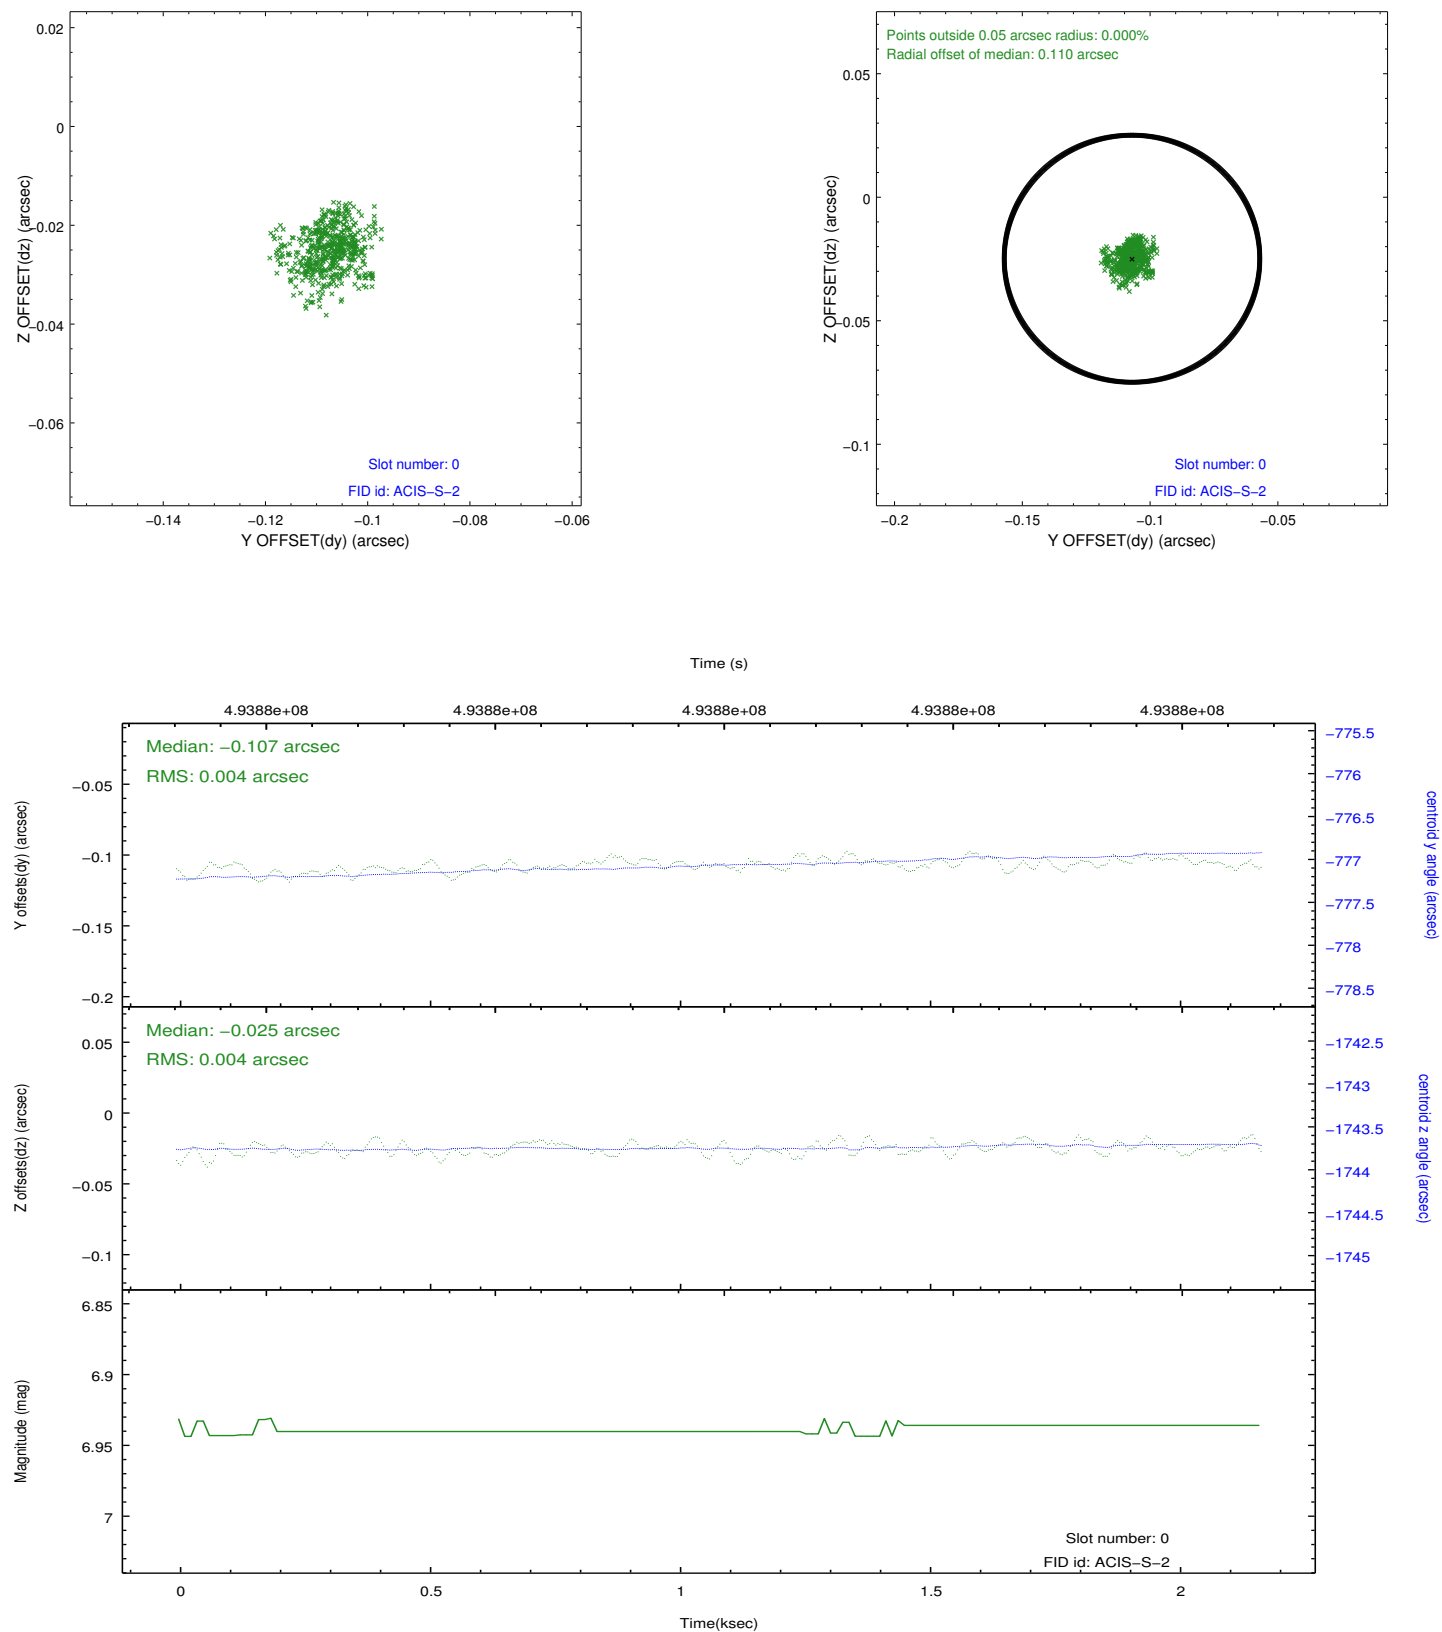 0.02
0
−0.02
−0.04
−0.06
Z OFFSET(dz) (arcsec)
Slot number: 0
FID id: ACIS−S−2
−0.14
−0.12
−0.1
−0.08
−0.06
Y OFFSET(dy) (arcsec)
Points outside 0.05 arcsec radius: 0.000%
Radial offset of median: 0.110 arcsec
0.05
0
−0.05
−0.1
Z OFFSET(dz) (arcsec)
Slot number: 0
FID id: ACIS−S−2
−0.2
−0.15
−0.1
−0.05
Y OFFSET(dy) (arcsec)
Time (s)
4.9388e+08
4.9388e+08
4.9388e+08
4.9388e+08
4.9388e+08
Median: −0.107 arcsec
RMS: 0.004 arcsec
−0.05
−0.1
−0.15
−0.2
Y offsets(dy) (arcsec)
−775.5
−776
−776.5
−777
−777.5
−778
−778.5
centroid y angle (arcsec)
Median: −0.025 arcsec
RMS: 0.004 arcsec
0.05
0
−0.05
−0.1
Z offsets(dz) (arcsec)
−1742.5
−1743
−1743.5
−1744
−1744.5
−1745
centroid z angle (arcsec)
6.85
6.9
6.95
7
Magnitude (mag)
Slot number: 0
FID id: ACIS−S−2
0
0.5
1
1.5
2
Time(ksec)